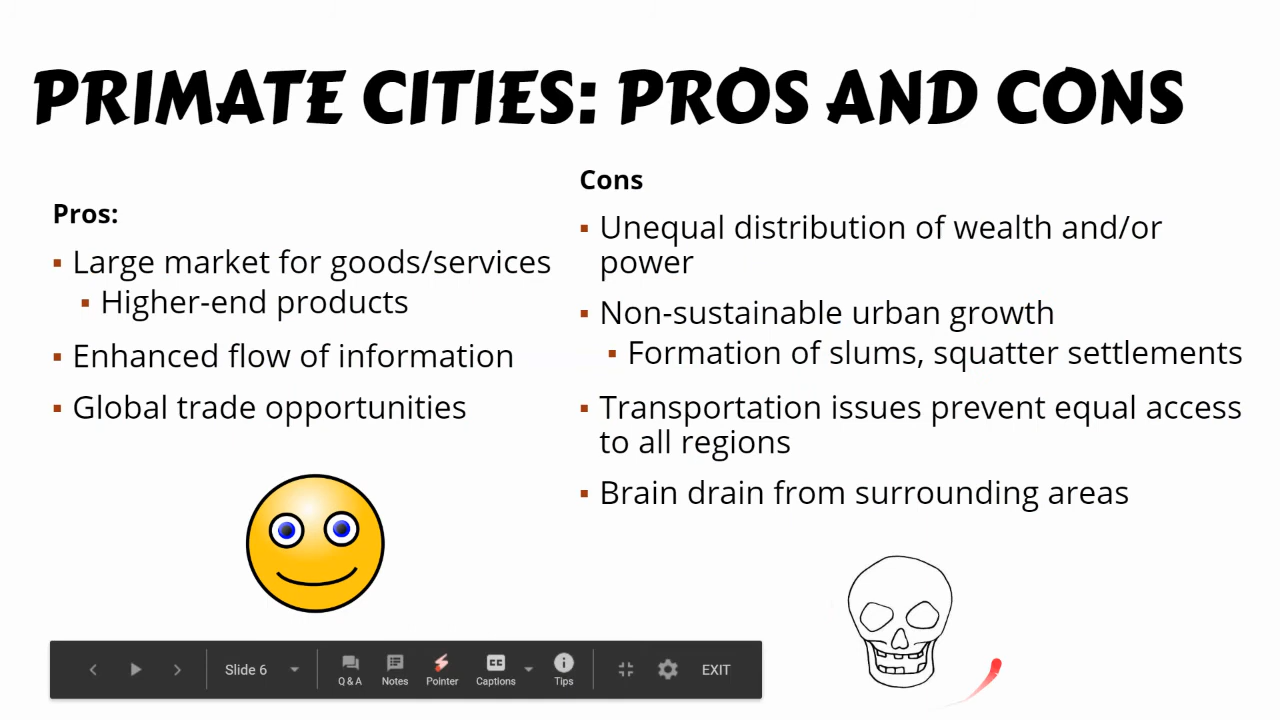 PRIMATE CITIES: PROS AND CONS
Pros:
▪ Large market for goods/services
▪ Higher-end products
▪ Enhanced flow of information
▪ Global trade opportunities
Cons
▪ Unequal distribution of wealth and/or
power
▪ Non-sustainable urban growth
▪ Formation of slums, squatter settlements
▪ Transportation issues prevent equal access
to all regions
▪ Brain drain from surrounding areas
Slide 6
Q & A
Notes
Pointer
CC
Captions
Tips
EXIT